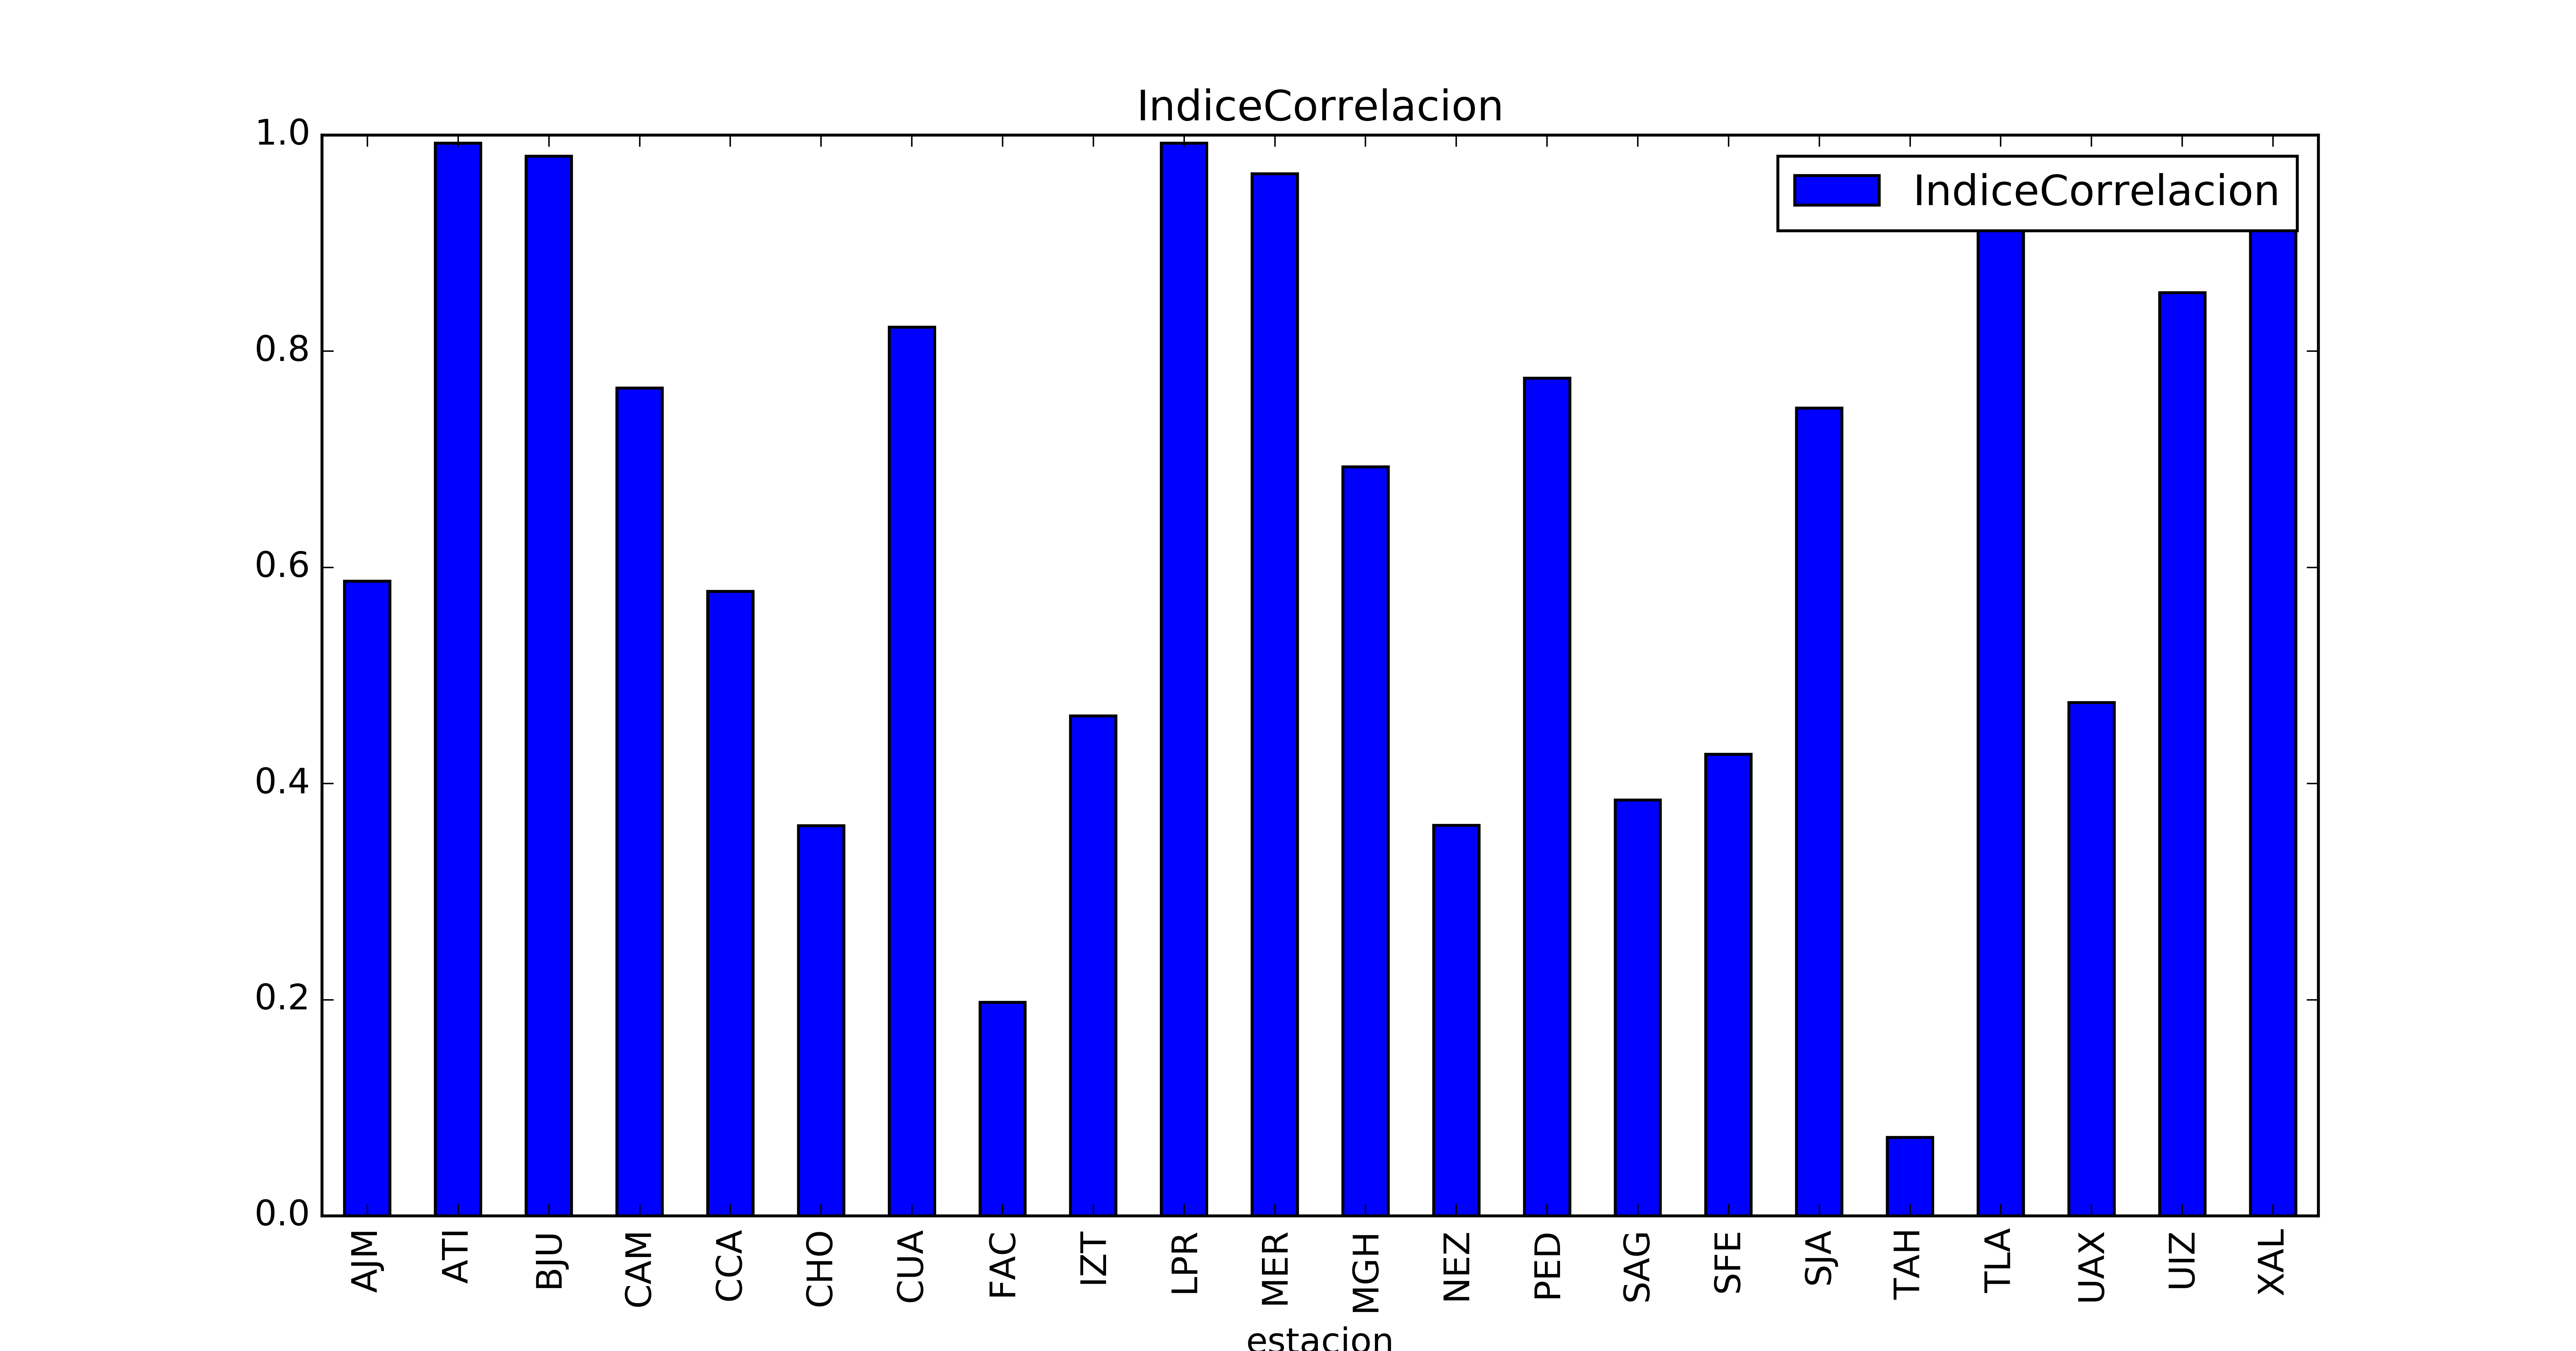 IndiceCorrelacion
IndiceCorrelacion
1.0
0.8
0.6
0.4
0.2
0.0
AJM
ATI
BJU
CAM
CCA
CHO
CUA
FAC
IZT
LPR
MER
MGH
NEZ
PED
SAG
SFE
SJA
TAH
TLA
UAX
UIZ
XAL
estacion